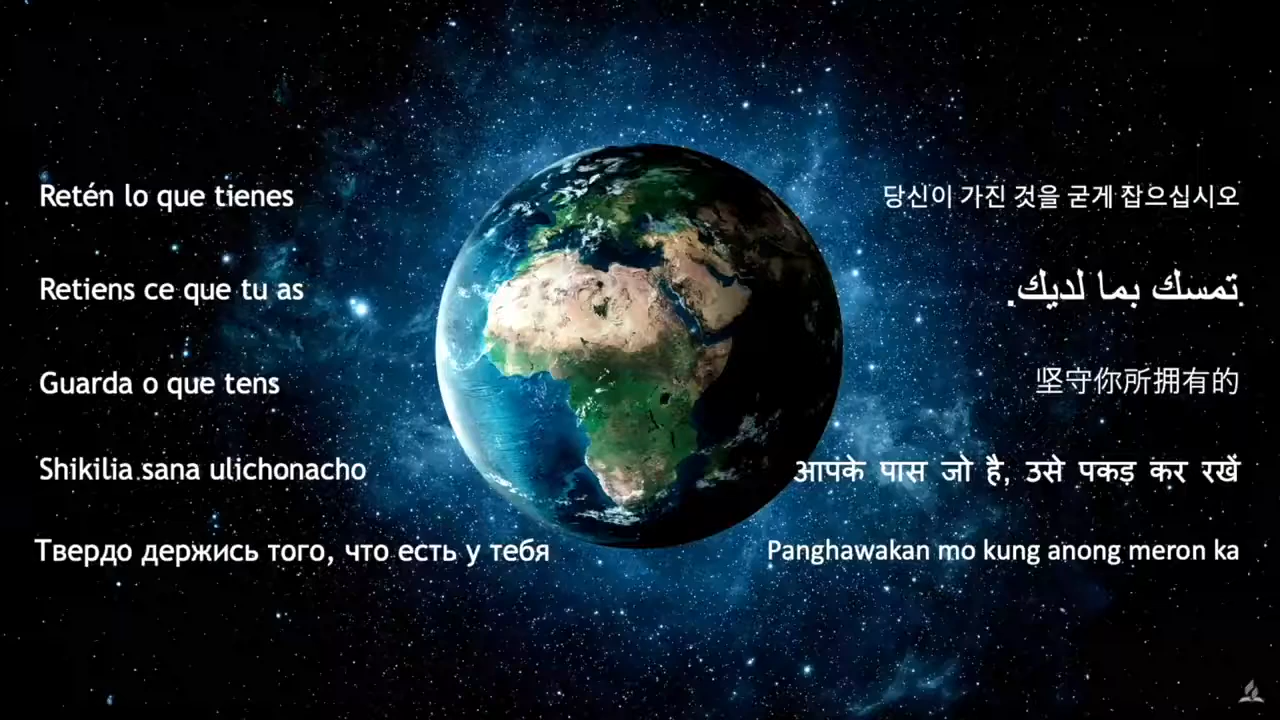 Retén lo que tienes
Retiens ce que tu as
Guarda o que tens
Shikilia sana ulichonacho
Твердо держись того, что есть у тебя
당신이 가진 것을 굳게 잡으십시오
.تمسك بما لديك.
坚守你所拥有的
आपके पास जो है, उसे पकड़ कर रखें
Panghawakan mo kung anong meron ka